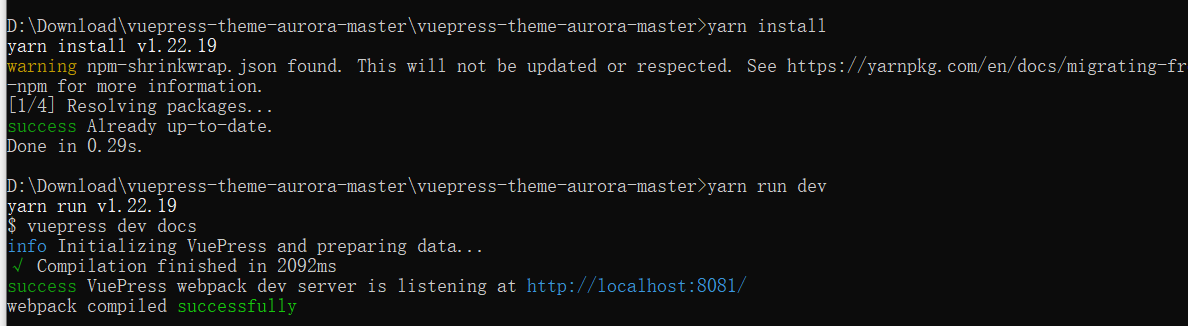 D:\Download\vuepress-theme-aurora-master\vuepress-theme-aurora-master>yarn install
yarn install v1.22.19
warning npm-shrinkwrap.json found. This will not be updated or respected. See https://yarnpkg.com/en/docs/migrating-fr
-npm for more information.
[1/4] Resolving packages...
success Already up-to-date.
Done in 0.29s.
D:\Download\vuepress-theme-aurora-master\vuepress-theme-aurora-master>yarn run dev
yarn run v1.22.19
$ vuepress dev docs
info Initializing VuePress and preparing data...
√ Compilation finished in 2092ms
success VuePress webpack dev server is listening at http://localhost:8081/
webpack compiled successfully